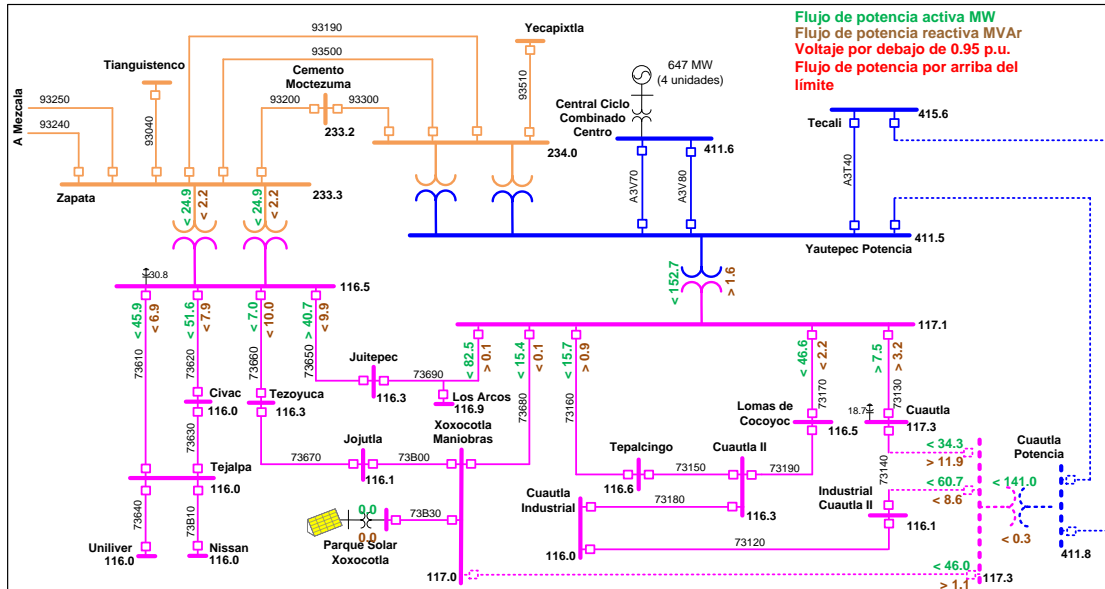 Flujo de potencia activa MW
Flujo de potencia reactiva MVAr
Voltaje por debajo de 0.95 p.u.
Flujo de potencia por arriba del
límite
93190
Yecapixtla
93500
Tianguistenco
Cemento
Moctezuma
647 MW
(4 unidades)
A Mezcala
93250
93240
93040
93200
93300
93510
233.2
Central Ciclo
Combinado
Centro
Tecali
415.6
234.0
411.6
A3V70
A3V80
A3T40
Zapata
233.3
< 24.9
< 2.2
< 24.9
< 2.2
Yautepec Potencia
411.5
30.8
116.5
< 152.7
> 1.6
117.1
< 45.9
< 6.9
< 51.6
< 7.9
< 7.0
< 10.0
> 40.7
< 9.9
< 82.5
> 0.1
< 15.4
< 0.1
< 15.7
> 0.9
< 46.6
< 2.2
> 7.5
> 3.2
73610
73620
73660
73650
Juitepec
73690
73680
73160
73170
73130
116.3
Los Arcos
116.9
Civac
116.0
Tezoyuca
116.3
Xoxocotla
Maniobras
Lomas de
Cocoyoc
116.5
18.7
Cuautla
117.3
73630
73670
Jojutla
73B00
116.1
Tepalcingo
116.6
73150
Cuautla II
73190
116.3
73140
< 34.3
> 11.9
Cuautla
Potencia
Tejalpa
116.0
73640
73B10
Cuautla
Industrial
73180
Industrial
Cuautla II
116.1
< 60.7
< 8.6
< 141.0
< 0.3
0.0
0.0
73B30
Parque Solar
Xoxocotla
73120
116.0
Uniliver
116.0
Nissan
116.0
117.0
< 46.0
> 1.1
117.3
411.8